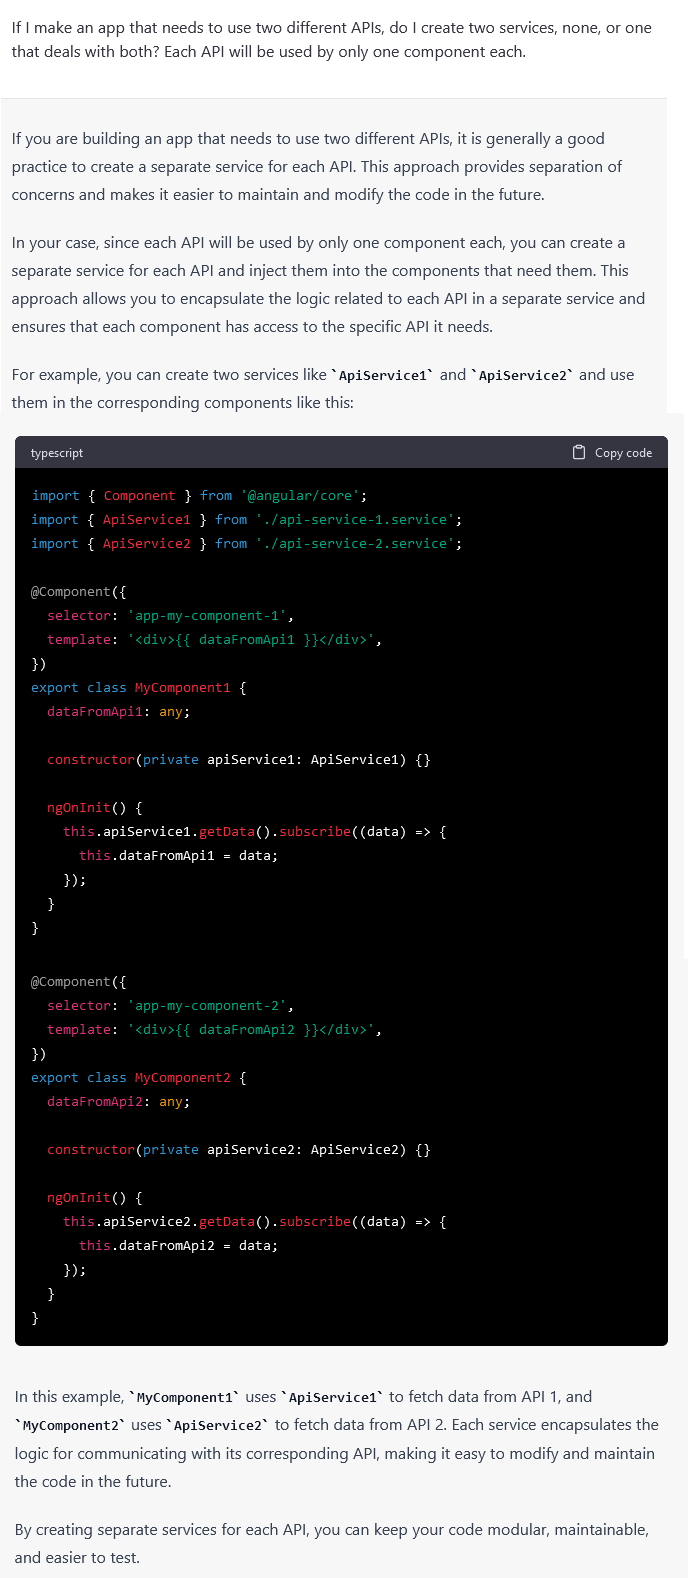 If I make an app that needs to use two different APIs, do I create two services, none, or one
that deals with both? Each API will be used by only one component each.
If you are building an app that needs to use two different APIs, it is generally a good
practice to create a separate service for each API. This approach provides separation of
concerns and makes it easier to maintain and modify the code in the future.
In your case, since each API will be used by only one component each, you can create a
separate service for each API and inject them into the components that need them. This
approach allows you to encapsulate the logic related to each API in a separate service and
ensures that each component has access to the specific API it needs.
For example, you can create two services like `ApiService1` and `ApiService2` and use
them in the corresponding components like this:
typescript Copy code
import { Component } from '@angular/core';
import { ApiService1 } from './api-service-1.service';
import { ApiService2 } from './api-service-2.service';
@Component({
  selector: 'app-my-component-1',
  template: '<div>{{ dataFromApi1 }}</div>',
})
export class MyComponent1 {
  dataFromApi1: any;
  constructor(private apiService1: ApiService1) {}
  ngOnInit() {
    this.apiService1.getData().subscribe((data) => {
      this.dataFromApi1 = data;
    });
  }
}
@Component({
  selector: 'app-my-component-2',
  template: '<div>{{ dataFromApi2 }}</div>',
})
export class MyComponent2 {
  dataFromApi2: any;
  constructor(private apiService2: ApiService2) {}
  ngOnInit() {
    this.apiService2.getData().subscribe((data) => {
      this.dataFromApi2 = data;
    });
  }
}
In this example, `MyComponent1` uses `ApiService1` to fetch data from API 1, and
`MyComponent2` uses `ApiService2` to fetch data from API 2. Each service encapsulates the
logic for communicating with its corresponding API, making it easy to modify and maintain
the code in the future.
By creating separate services for each API, you can keep your code modular, maintainable,
and easier to test.